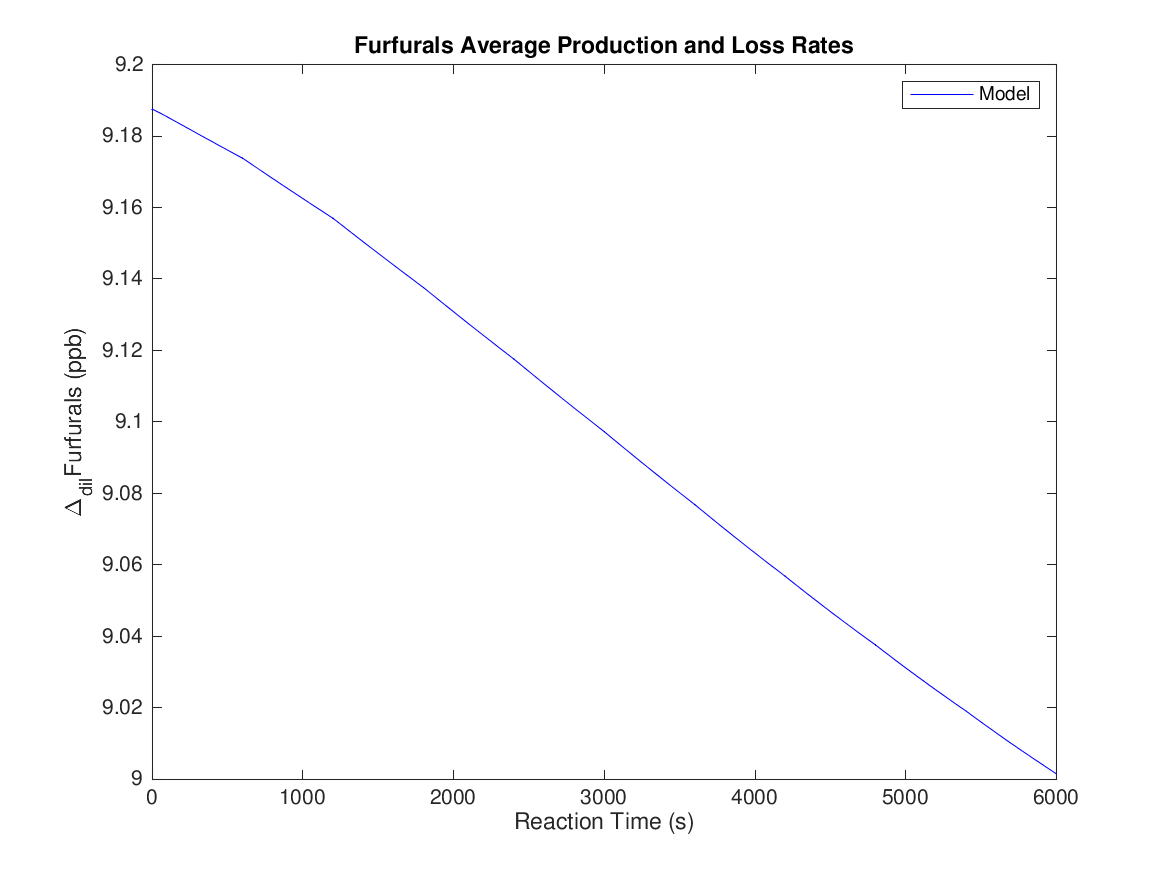 Furfurals Average Production and Loss Rates
Model
9.2
9.18
9.16
9.14
9.12
9.1
9.08
9.06
9.04
9.02
9
Δ_dil Furfurals (ppb)
0 1000 2000 3000 4000 5000 6000
Reaction Time (s)